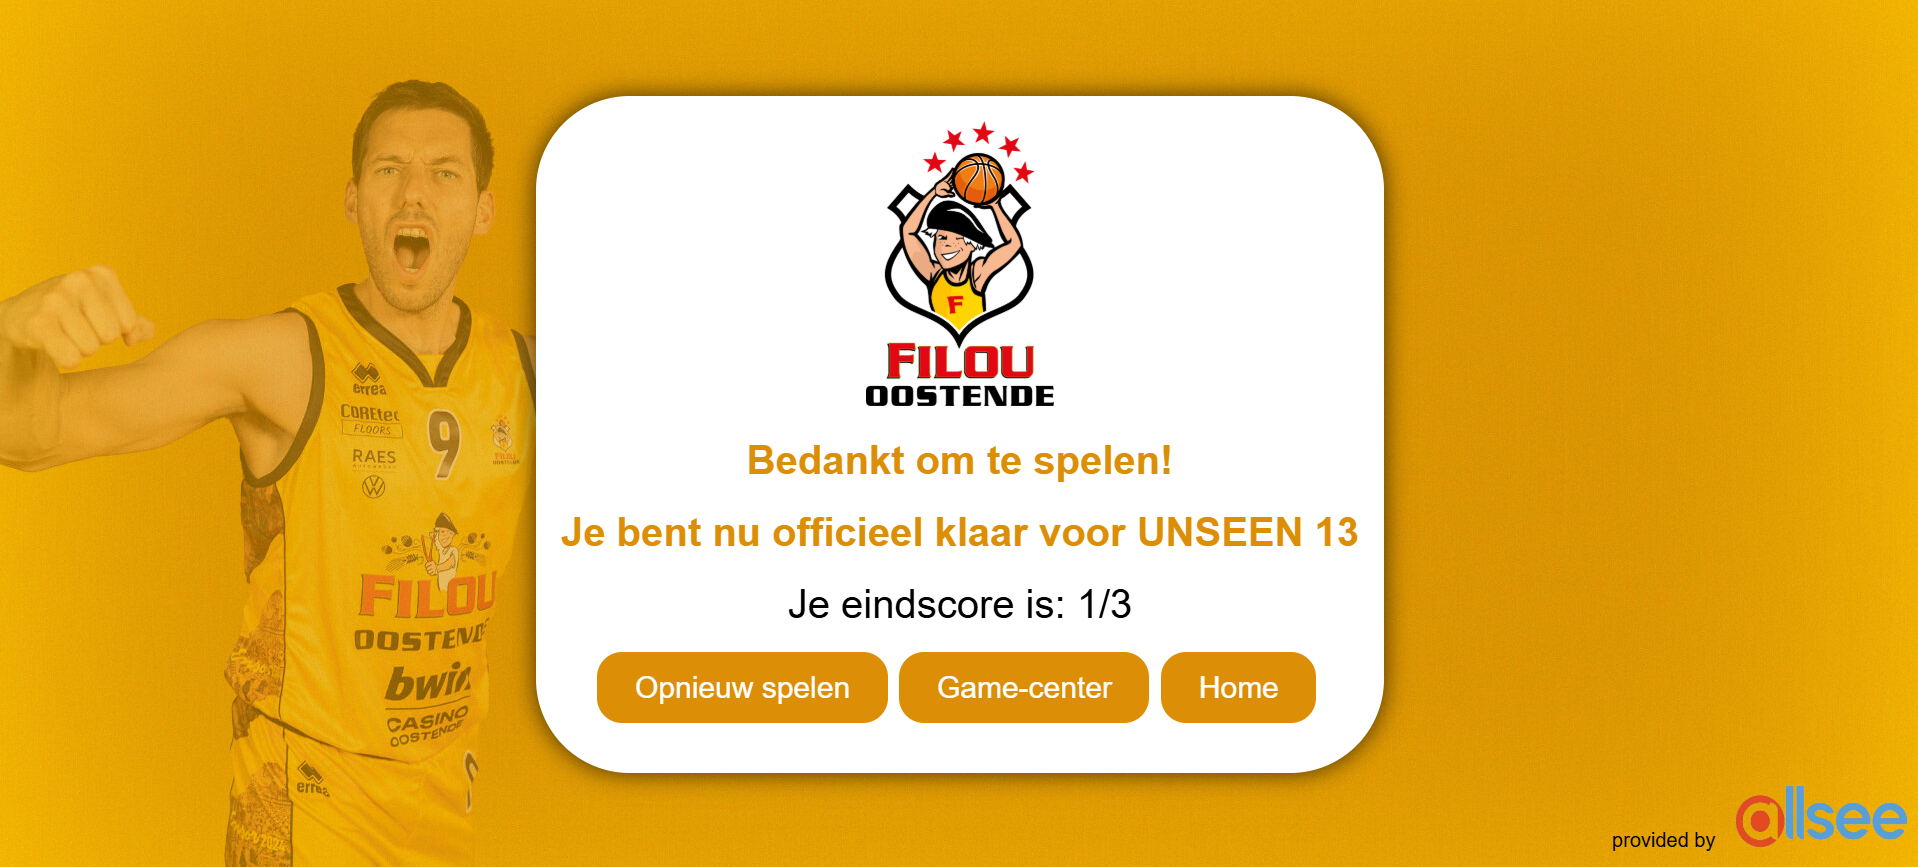 F
FILOU
OOSTENDE
Bedankt om te spelen!
Je bent nu officieel klaar voor UNSEEN 13
Je eindscore is: 1/3
Opnieuw spelen
Game-center
Home
errea
COREtec
FLOORS
RAES
9
FILOU
OOSTENDE
bwin
CASINO
OOSTENDE
errea
provided by
allsee